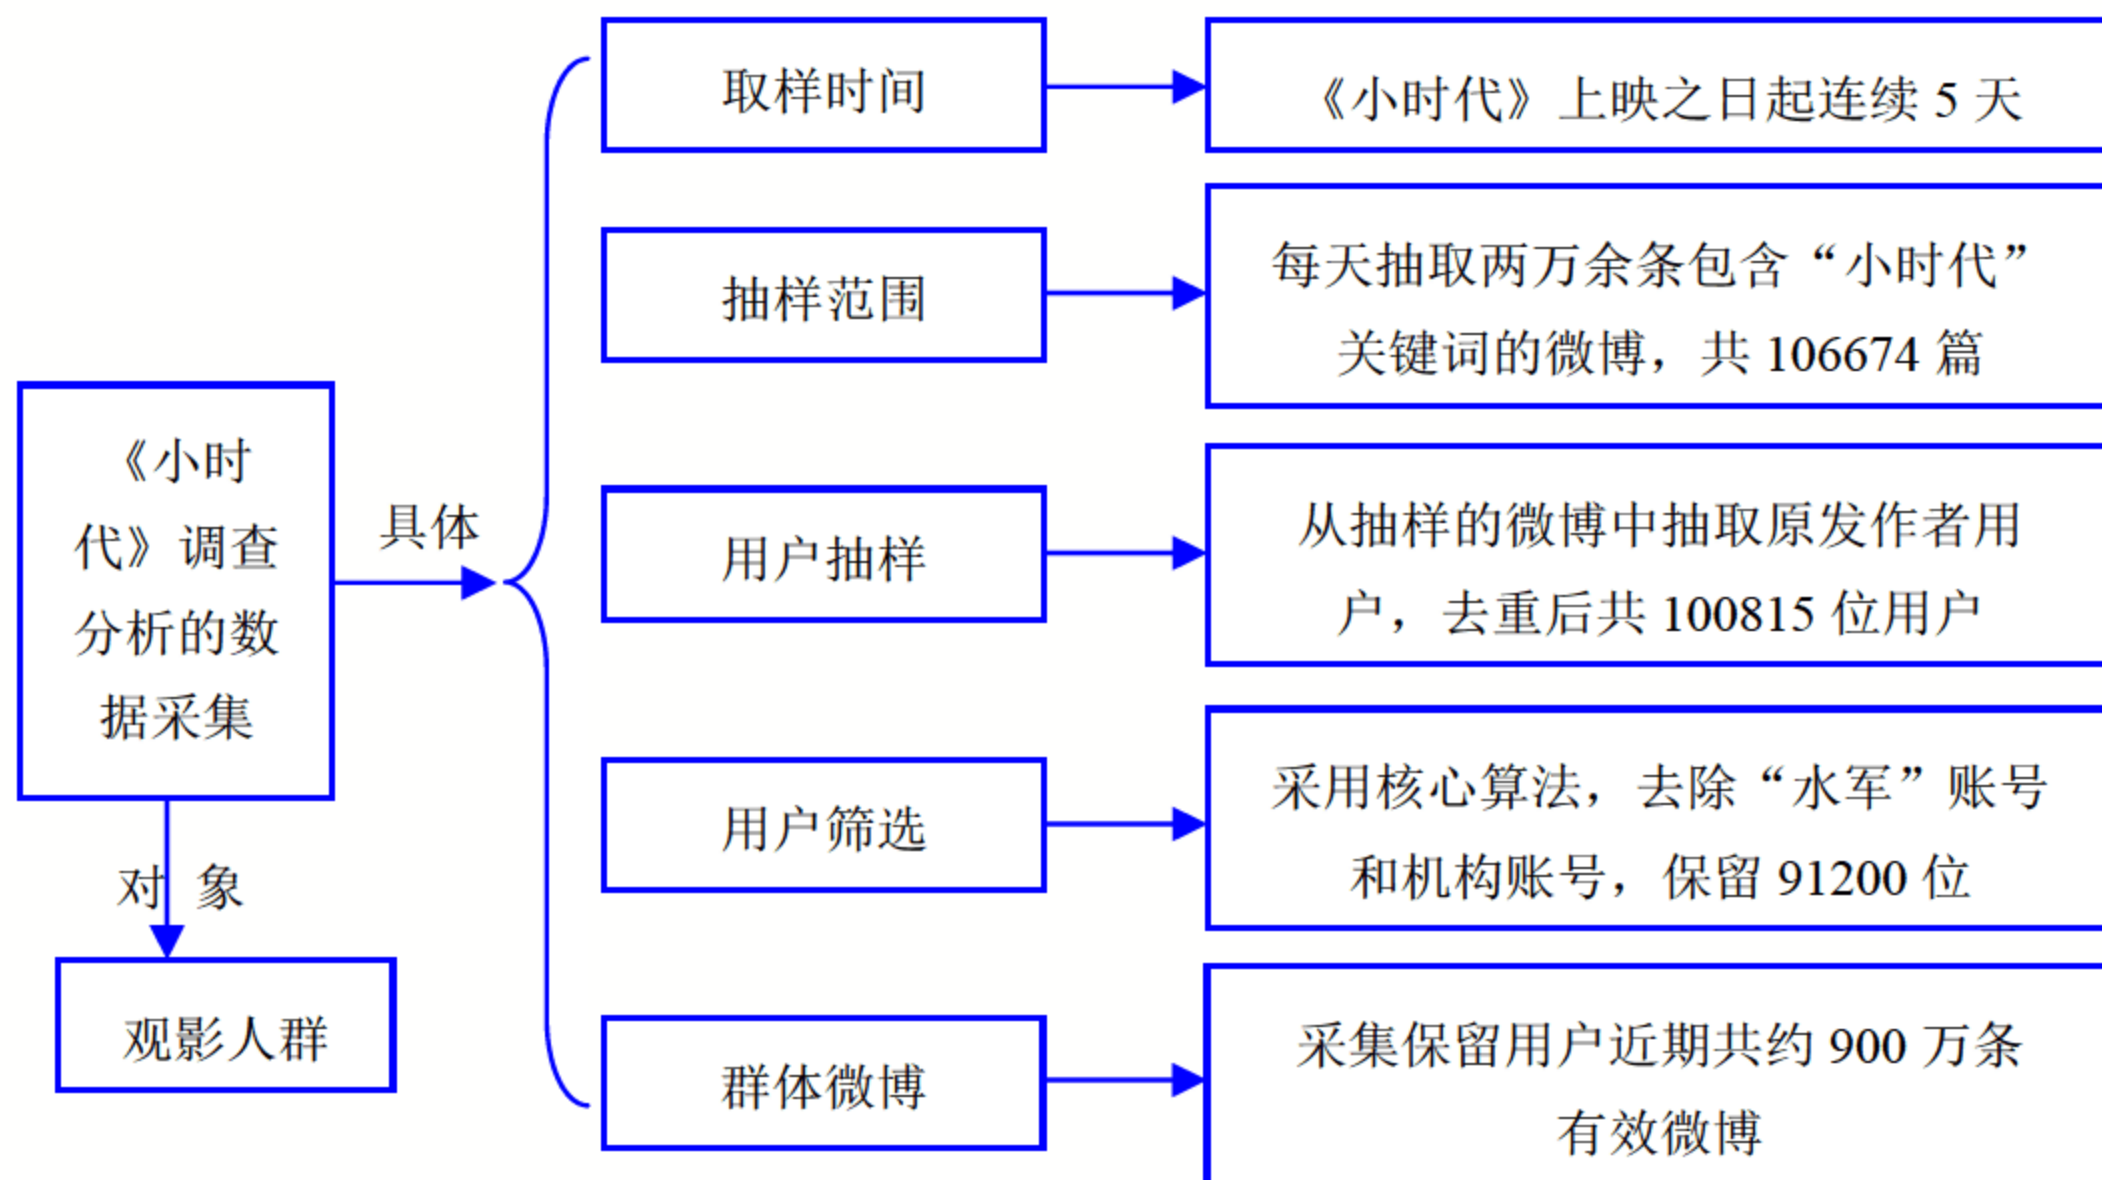 《小时
代》调查
分析的数
据采集
具体
对 象
观影人群
取样时间
《小时代》上映之日起连续 5 天
抽样范围
每天抽取两万余条包含“小时代”
关键词的微博，共 106674 篇
用户抽样
从抽样的微博中抽取原发作者用
户，去重后共 100815 位用户
用户筛选
采用核心算法，去除“水军”账号
和机构账号，保留 91200 位
群体微博
采集保留用户近期共约 900 万条
有效微博